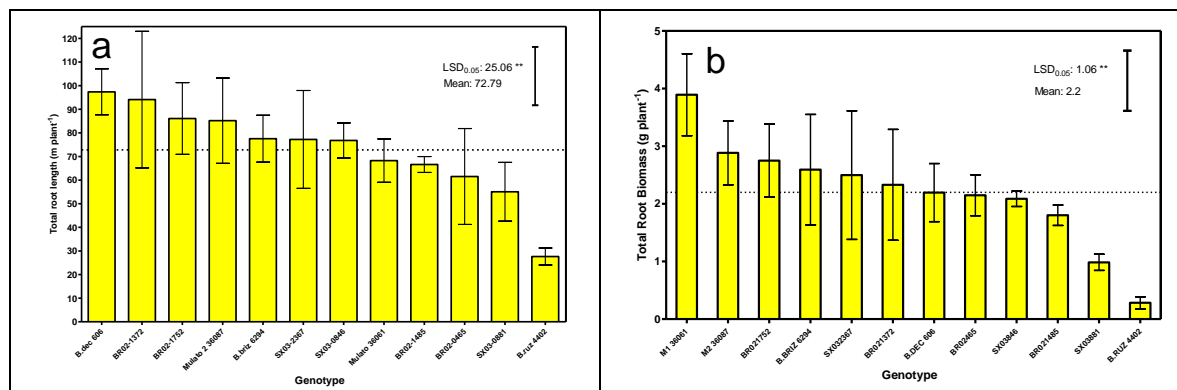 a
Total root length (m plant-1)
120
110
100
90
80
70
60
50
40
30
20
10
0
LSD0.05: 25.06 **
Mean: 72.79
B.dec 606
BR02-1372
BR02-1752
Mulato 2 36087
B.briz 6294
SX03-2367
SX03-0846
Mulato 36061
BR02-1485
BR02-0465
SX03-0881
B.ruz 4402
Genotype
b
Total Root Biomass (g plant-1)
5
4
3
2
1
0
LSD0.05: 1.06 **
Mean: 2.2
M1 36061
M2 36087
BR021752
B.BRIZ 6294
SX032367
BR021372
B.DEC 606
BR02465
SX03846
BR021485
SX03881
B.RUZ 4402
Genotype